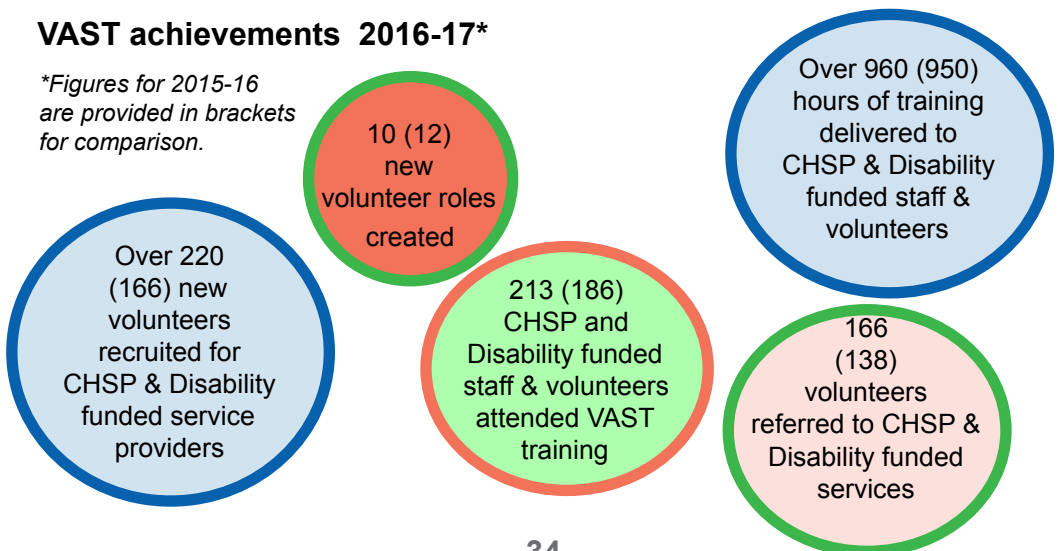 VAST achievements  2016-17*
*Figures for 2015-16
are provided in brackets
for comparison.
10 (12)
new
volunteer roles
created
Over 960 (950)
hours of training
delivered to
CHSP & Disability
funded staff &
volunteers
Over 220
(166) new
volunteers
recruited for
CHSP & Disability
funded service
providers
213 (186)
CHSP and
Disability funded
staff & volunteers
attended VAST
training
166
(138)
volunteers
referred to CHSP &
Disability funded
services
34